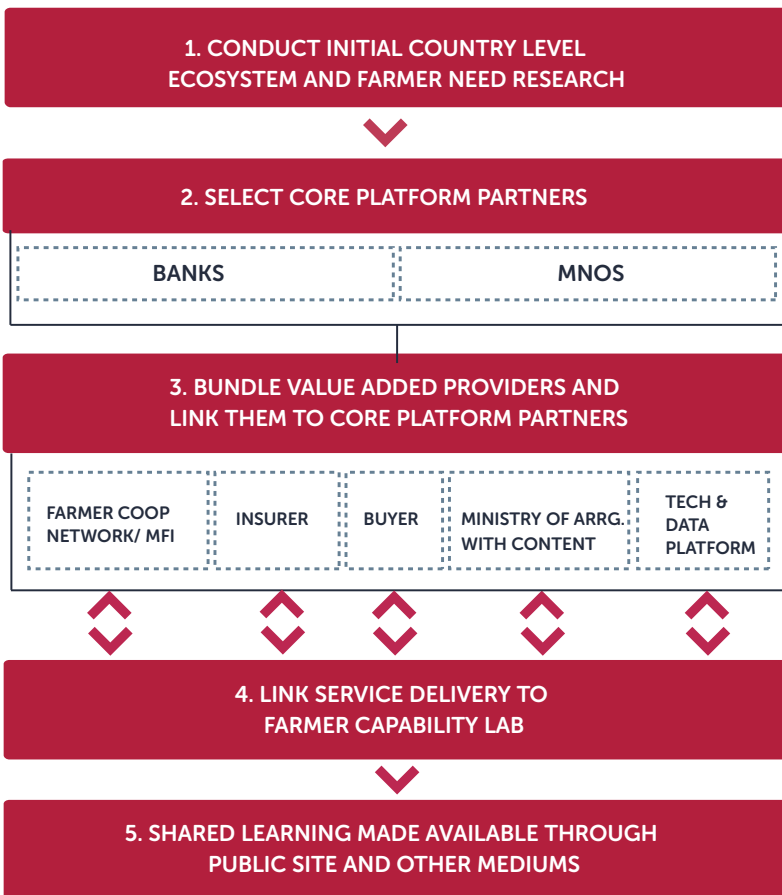 1. CONDUCT INITIAL COUNTRY LEVEL
ECOSYSTEM AND FARMER NEED RESEARCH
2. SELECT CORE PLATFORM PARTNERS
BANKS
MNOS
3. BUNDLE VALUE ADDED PROVIDERS AND
LINK THEM TO CORE PLATFORM PARTNERS
FARMER COOP
NETWORK/ MFI
INSURER
BUYER
MINISTRY OF ARRG.
WITH CONTENT
TECH &
DATA
PLATFORM
4. LINK SERVICE DELIVERY TO
FARMER CAPABILITY LAB
5. SHARED LEARNING MADE AVAILABLE THROUGH
PUBLIC SITE AND OTHER MEDIUMS